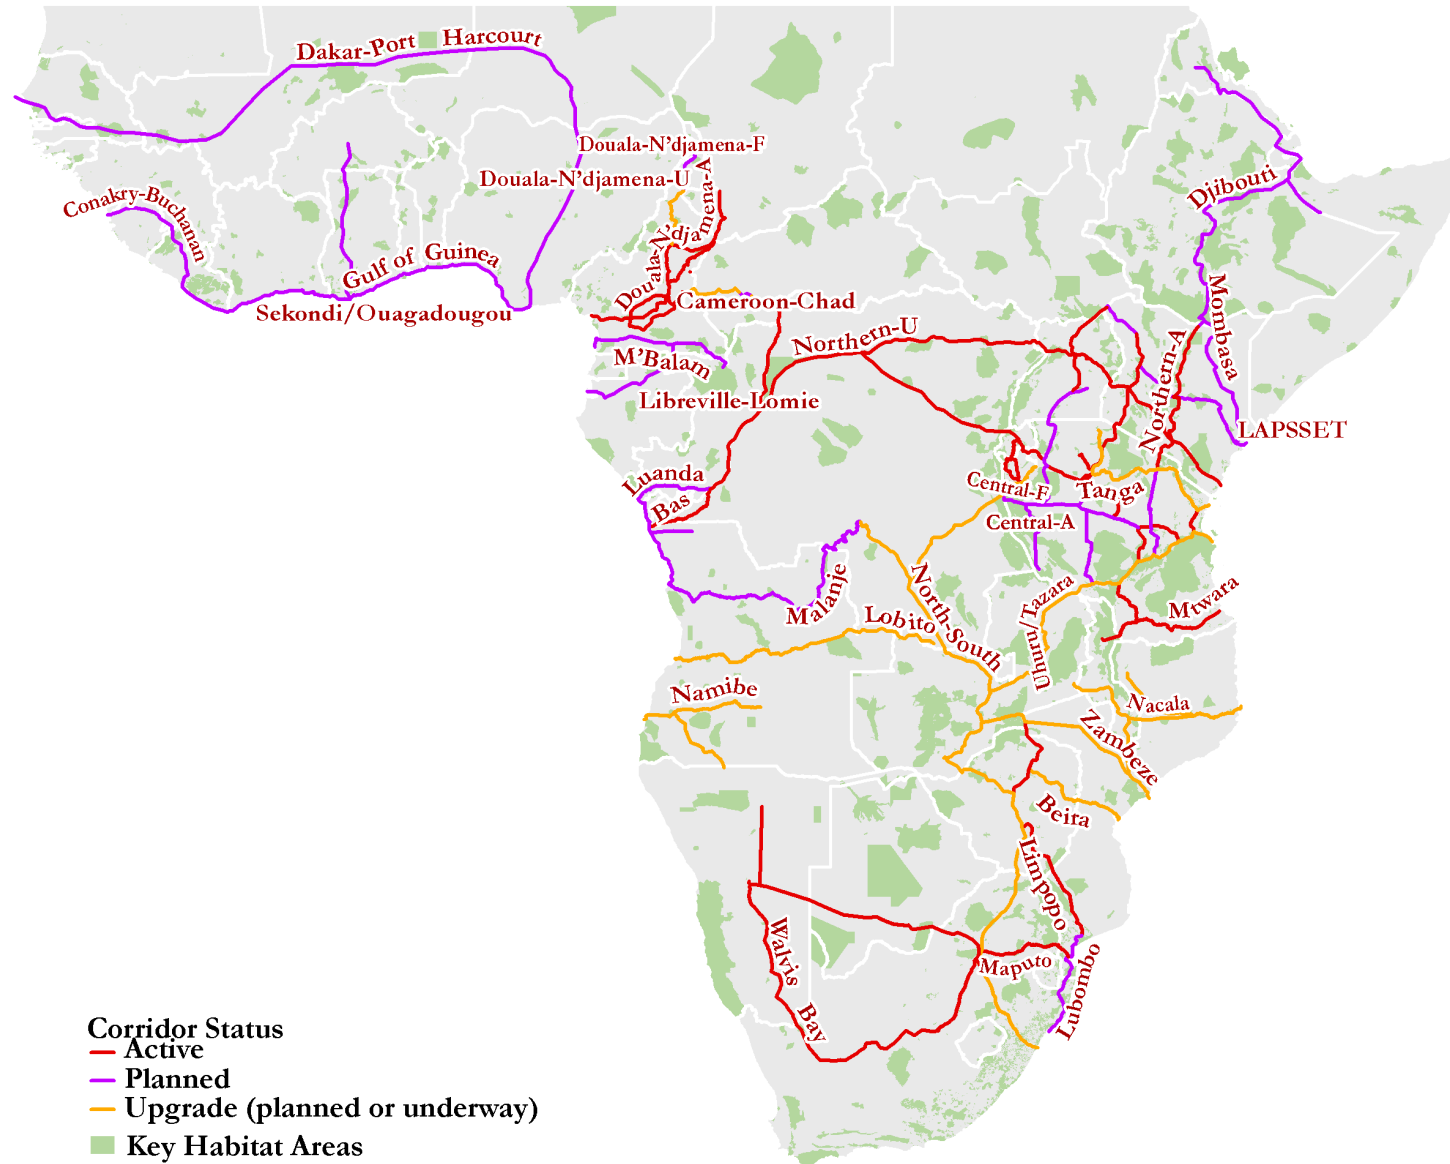 Dakar-Port Harcourt
Douala-N'djamena-F
Douala-N'djamena-U
Douala-N'djamena-A
Conakry-Buchanan
Djibouti
Gulf of Guinea
Sekondi/Ouagadougou
Cameroon-Chad
Mombasa
Northern-U
M'Balam
Northern-A
Libreville-Lomie
LAPSSET
Luanda
Bas
Central-F
Tanga
Central-A
Malanje
North-South
Uhuru/Tazara
Mtwara
Lobito
Namibe
Nacala
Zambeze
Beira
Limpopo
Walvis Bay
Maputo
Lubombo
Corridor Status
Active
Planned
Upgrade (planned or underway)
Key Habitat Areas